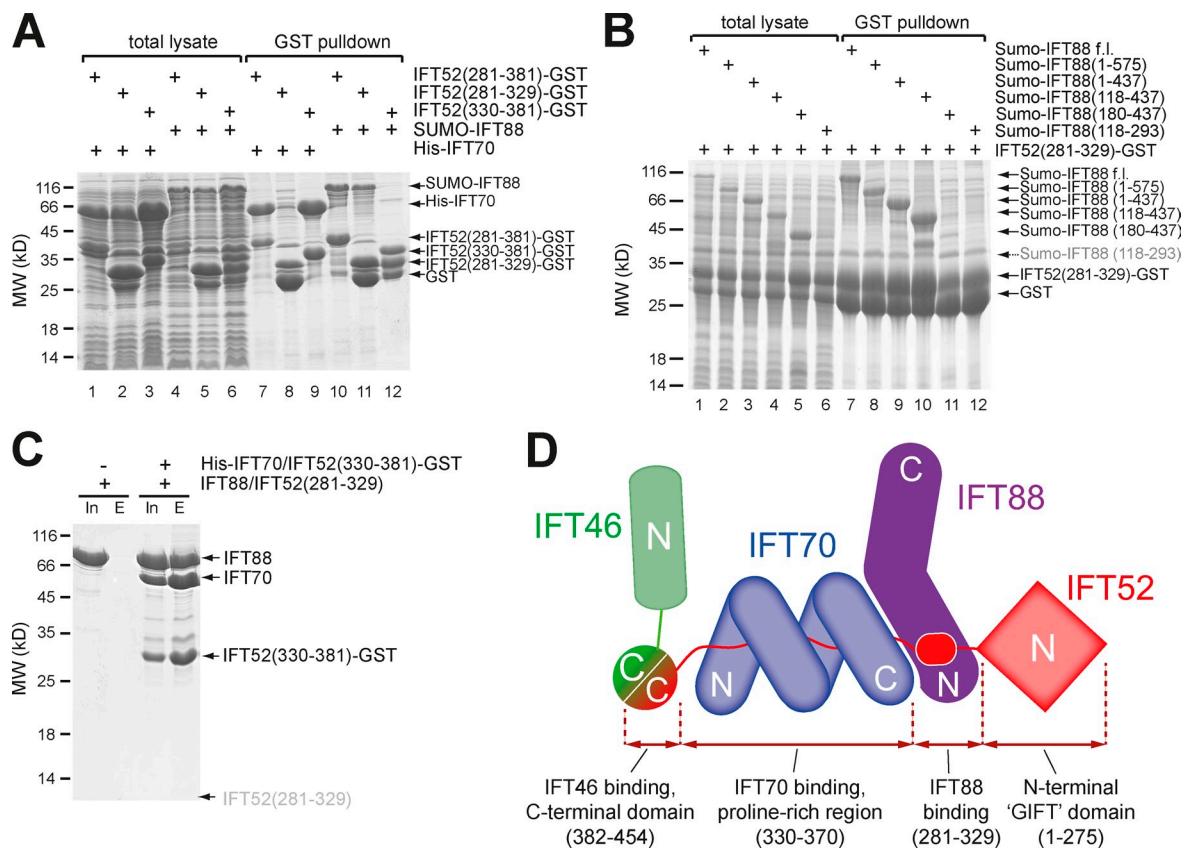 A
total lysate GST pulldown
+ + + + IFT52(281-381)-GST
+ + + + IFT52(281-329)-GST
+ + + + IFT52(330-381)-GST
+ + + + + + SUMO-IFT88
+ + + + + + His-IFT70
MW (kD)
116
66
45
35
25
18
14
SUMO-IFT88
His-IFT70
IFT52(281-381)-GST
IFT52(330-381)-GST
IFT52(281-329)-GST
GST
1 2 3 4 5 6 7 8 9 10 11 12
B
total lysate GST pulldown
+ + Sumo-IFT88 f.l.
+ + Sumo-IFT88(1-575)
+ + Sumo-IFT88(1-437)
+ + Sumo-IFT88(118-437)
+ + Sumo-IFT88(180-437)
+ + Sumo-IFT88(118-293)
+ + + + + + + + + + + + IFT52(281-329)-GST
MW (kD)
116
66
45
35
25
18
14
Sumo-IFT88 f.l.
Sumo-IFT88 (1-575)
Sumo-IFT88 (1-437)
Sumo-IFT88 (118-437)
Sumo-IFT88 (180-437)
Sumo-IFT88 (118-293)
IFT52(281-329)-GST
GST
1 2 3 4 5 6 7 8 9 10 11 12
C
- + His-IFT70/IFT52(330-381)-GST
+ + IFT88/IFT52(281-329)
In E In E
MW (kD)
116
66
45
35
25
18
14
IFT88
IFT70
IFT52(330-381)-GST
IFT52(281-329)
D
IFT46
N
C
C
IFT70
N
C
IFT88
C
N
IFT52
N
IFT46 binding,
C-terminal domain
(382-454)
IFT70 binding,
proline-rich region
(330-370)
IFT88
binding
(281-329)
N-terminal
'GIFT' domain
(1-275)